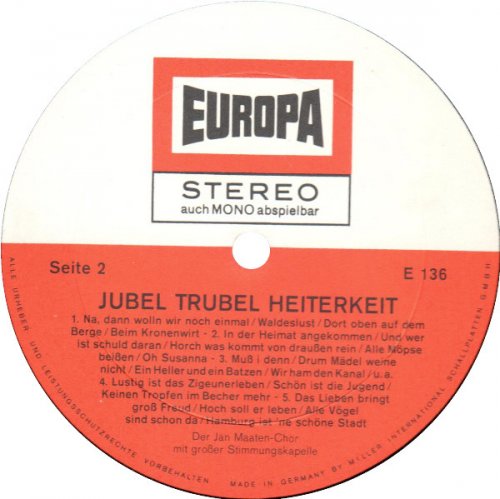 EUROPA
STEREO
auch MONO abspielbar
Seite 2
E 136
JUBEL TRUBEL HEITERKEIT
1. Na, dann wolln wir noch einmal / Waldeslust / Dort oben auf dem
Berge / Beim Kronenwirt - 2. In der Heimat angekommen / Und wer
ist schuld daran / Horch was kommt von draußen rein / Alle Möpse
beißen / Oh Susanna - 3. Muß i denn / Drum Mädel weine
nicht / Ein Heller und ein Batzen / Wir ham den Kanal / u. a.
4. Lustig ist das Zigeunerleben / Schön ist die Jugend /
Keinen Tropfen im Becher mehr - 5. Das Lieben bringt
groß Freud / Hoch soll er leben / Alle Vögel
sind schon da / Hamburg ist 'ne schöne Stadt
Der Jan Maaten-Chor
mit großer Stimmungskapelle
ALLE URHEBER- UND LEISTUNGSSCHUTZRECHTE VORBEHALTEN
MADE IN GERMANY BY MILLER INTERNATIONAL SCHALLPLATTEN GMBH